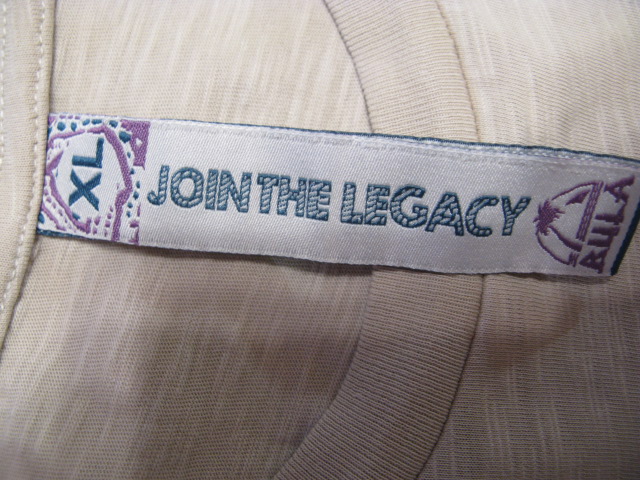 XL
JOIN THE LEGACY
BULA